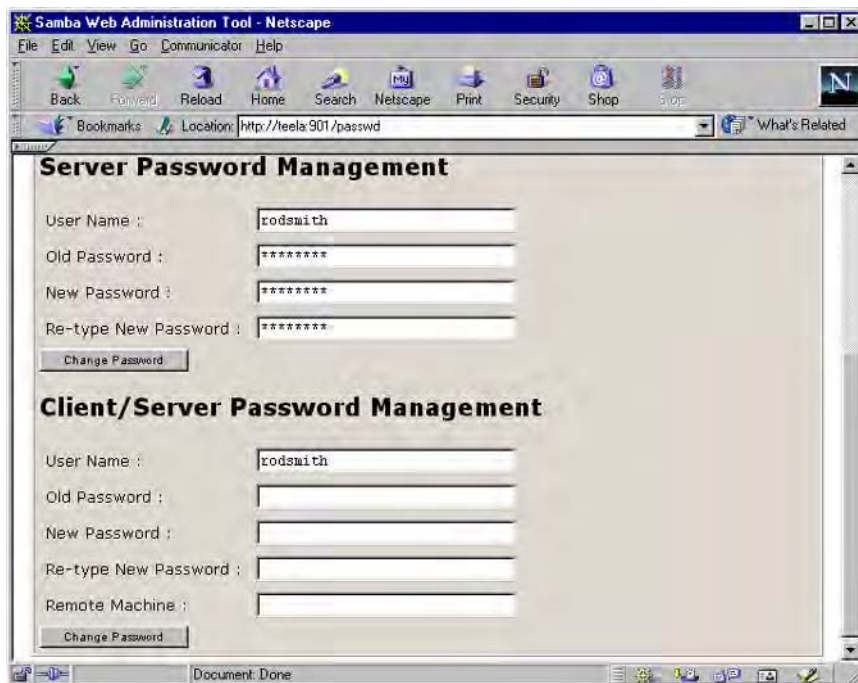 Samba Web Administration Tool - Netscape
File Edit View Go Communicator Help
Back Forward Reload Home Search Netscape Print Security Shop Stop
My
N
Bookmarks Location: http://teela:901/passwd What's Related
Server Password Management
User Name : rodsmith
Old Password : ********
New Password : ********
Re-type New Password : ********
Change Password
Client/Server Password Management
User Name : rodsmith
Old Password :
New Password :
Re-type New Password :
Remote Machine :
Change Password
Document: Done